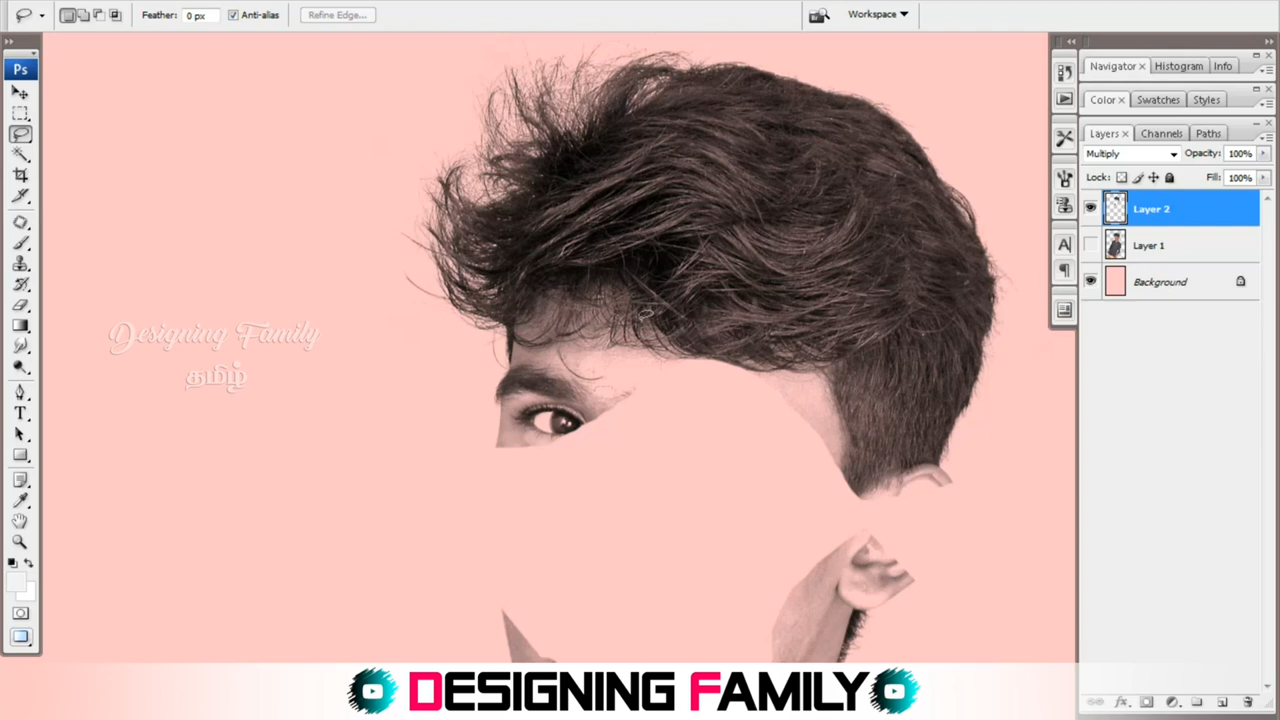 Feather: 0 px Anti-alias Refine Edge... Workspace
Ps
Navigator × Histogram Info
Color × Swatches Styles
Layers × Channels Paths
Multiply Opacity: 100%
Lock: Fill: 100%
Layer 2
Layer 1
Background
A
T
Designing Family
தமிழ்
DESIGNING FAMILY